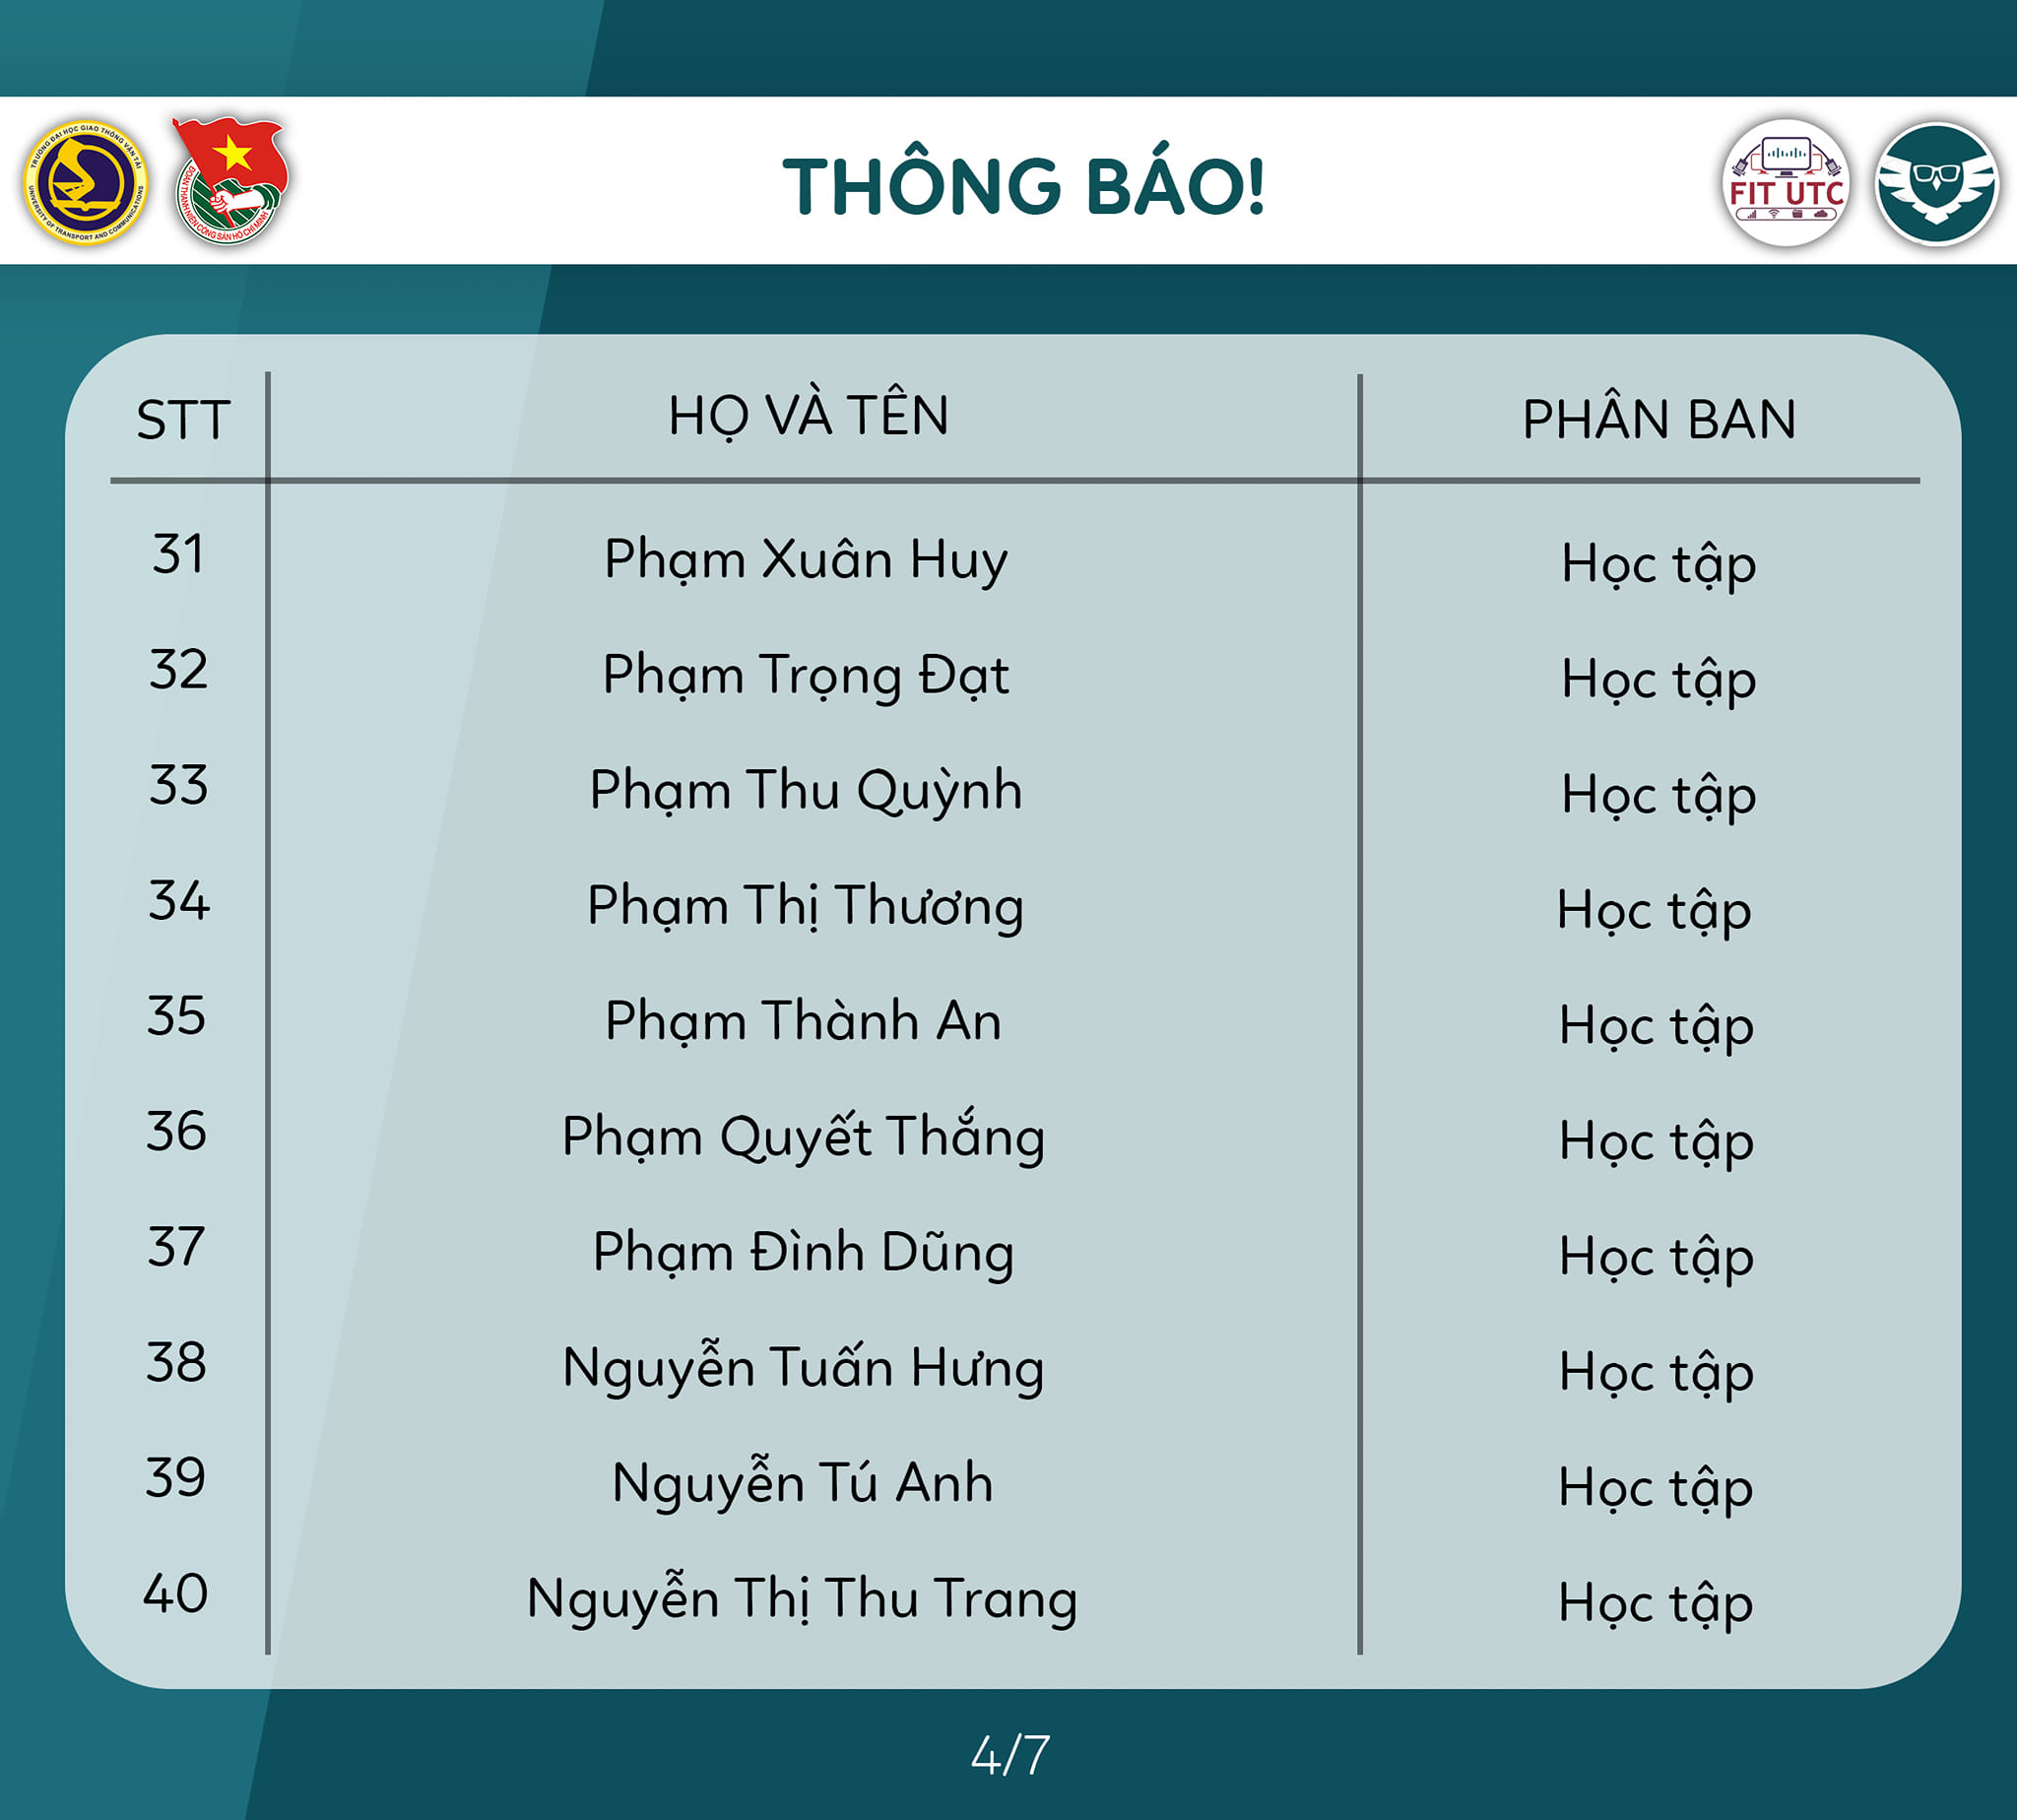 TRƯỜNG ĐẠI HỌC GIAO THÔNG VẬN TẢI
UNIVERSITY OF TRANSPORT AND COMMUNICATIONS
ĐOÀN THANH NIÊN CỘNG SẢN HỒ CHÍ MINH
THÔNG BÁO!
FIT UTC
STT HỌ VÀ TÊN PHÂN BAN
31 Phạm Xuân Huy Học tập
32 Phạm Trọng Đạt Học tập
33 Phạm Thu Quỳnh Học tập
34 Phạm Thị Thương Học tập
35 Phạm Thành An Học tập
36 Phạm Quyết Thắng Học tập
37 Phạm Đình Dũng Học tập
38 Nguyễn Tuấn Hưng Học tập
39 Nguyễn Tú Anh Học tập
40 Nguyễn Thị Thu Trang Học tập
4/7